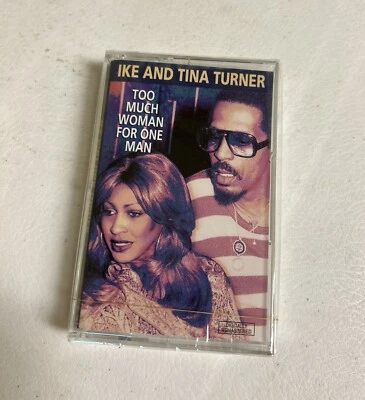 IKE AND TINA TURNER
TOO
MUCH
WOMAN
FOR ONE
MAN